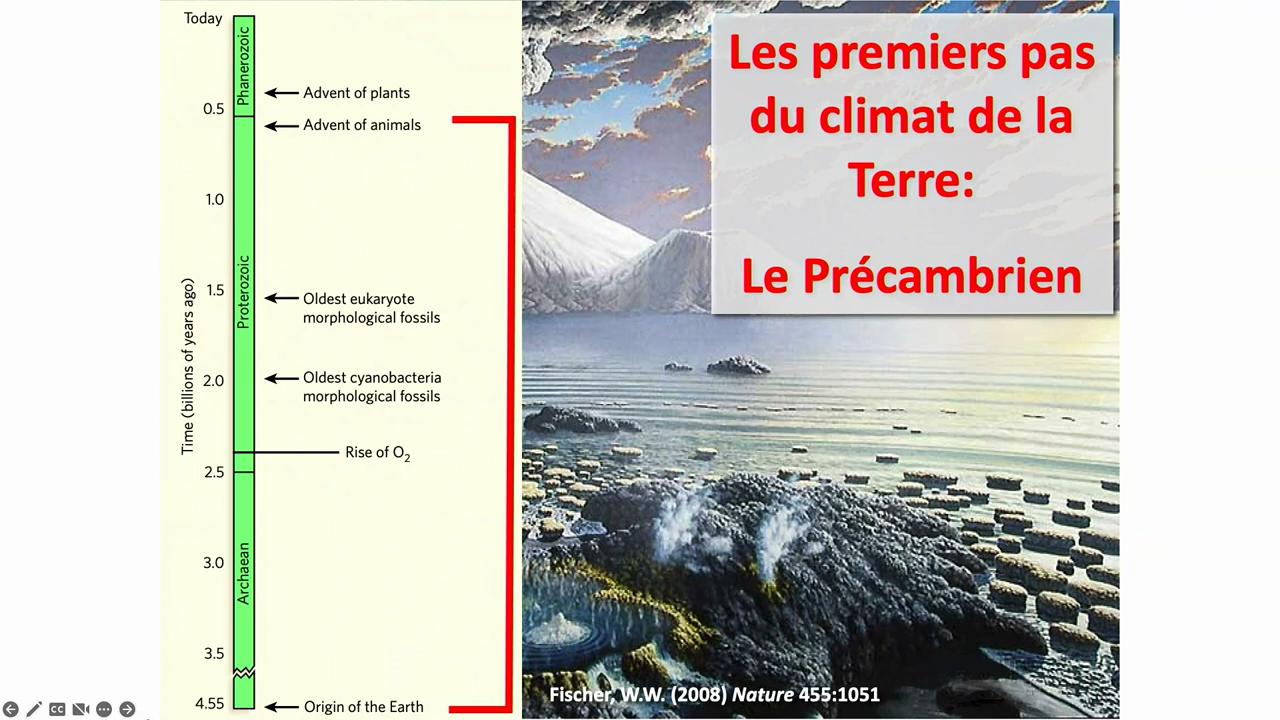 Today
Phanerozoic
Advent of plants
0.5
Advent of animals
1.0
Proterozoic
1.5
Oldest eukaryote
morphological fossils
Time (billions of years ago)
2.0
Oldest cyanobacteria
morphological fossils
Rise of O₂
2.5
Archaean
3.0
3.5
4.55
Origin of the Earth
Les premiers pas
du climat de la
Terre:
Le Précambrien
Fischer, W.W. (2008) Nature 455:1051
CC